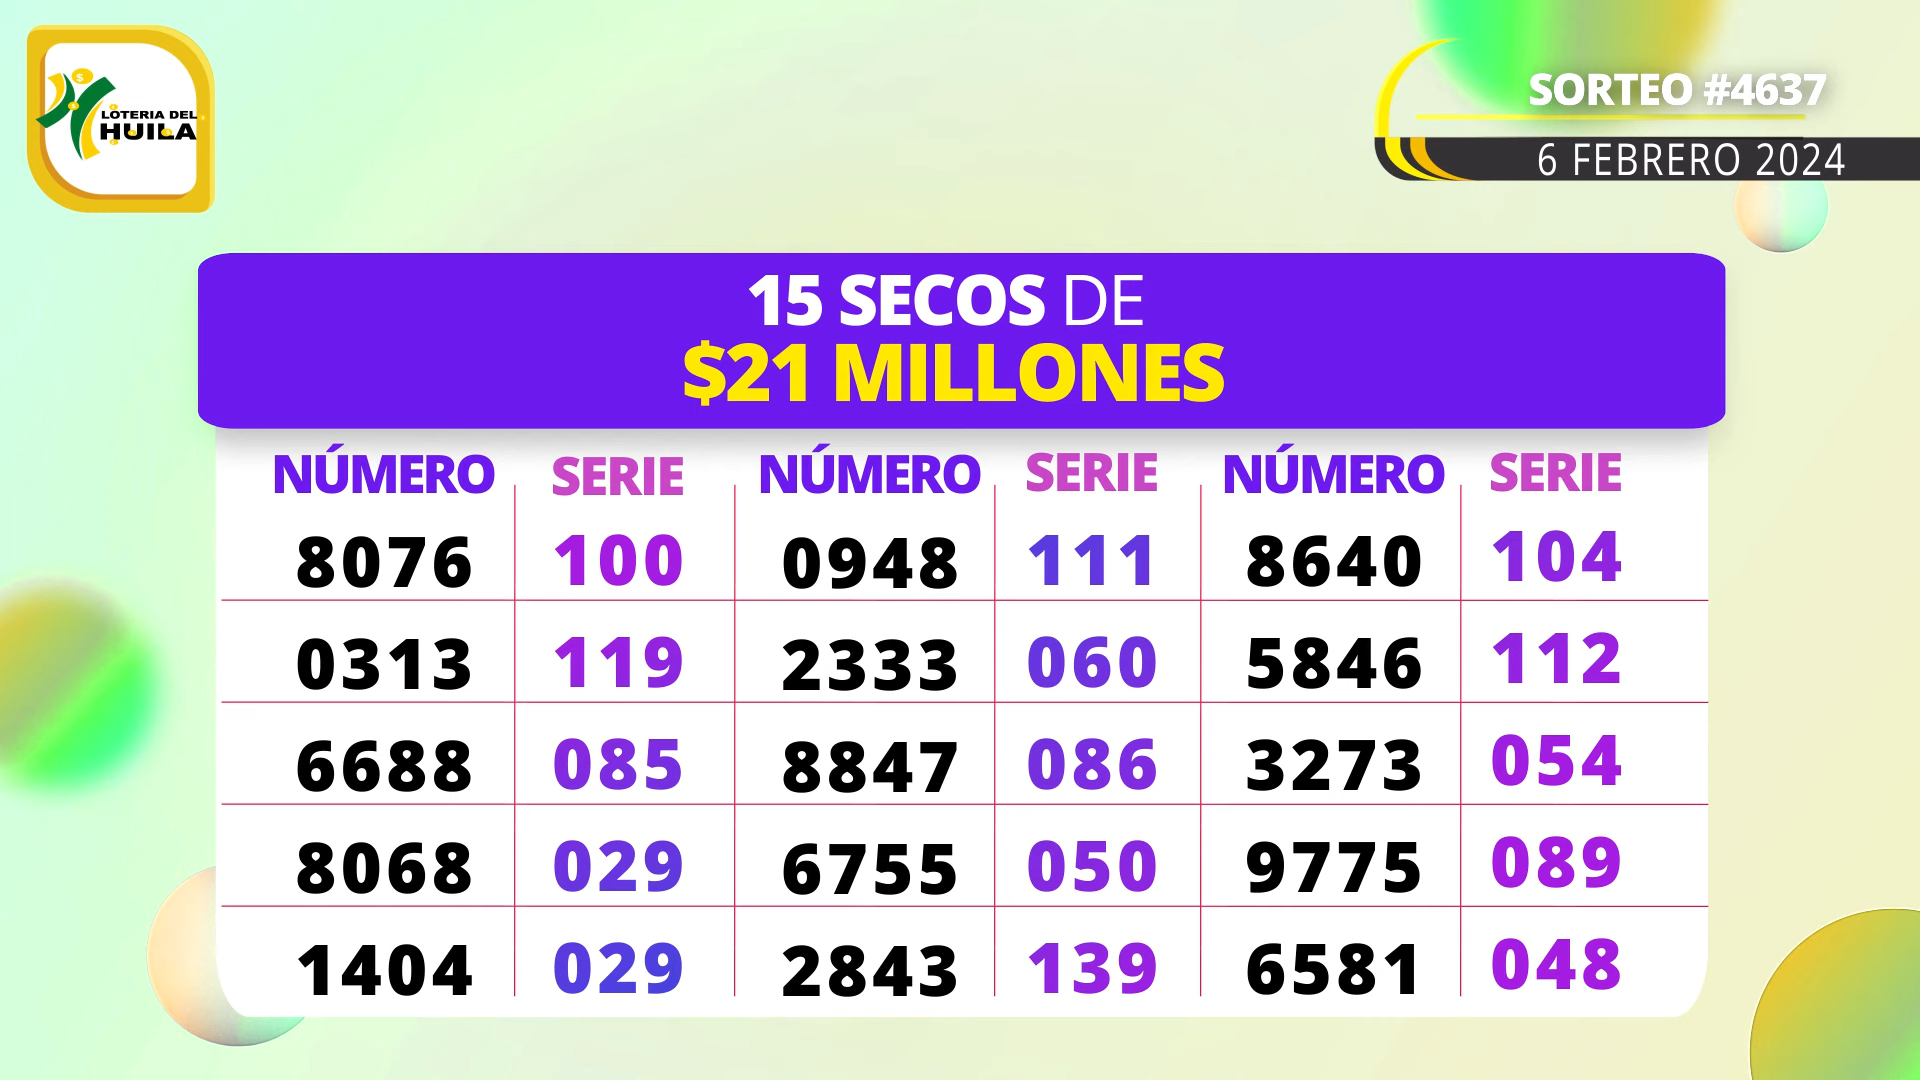 LOTERIA DEL
HUILA
SORTEO #4637
6 FEBRERO 2024
15 SECOS DE
$21 MILLONES
NÚMERO SERIE NÚMERO SERIE NÚMERO SERIE
8076 100 0948 111 8640 104
0313 119 2333 060 5846 112
6688 085 8847 086 3273 054
8068 029 6755 050 9775 089
1404 029 2843 139 6581 048